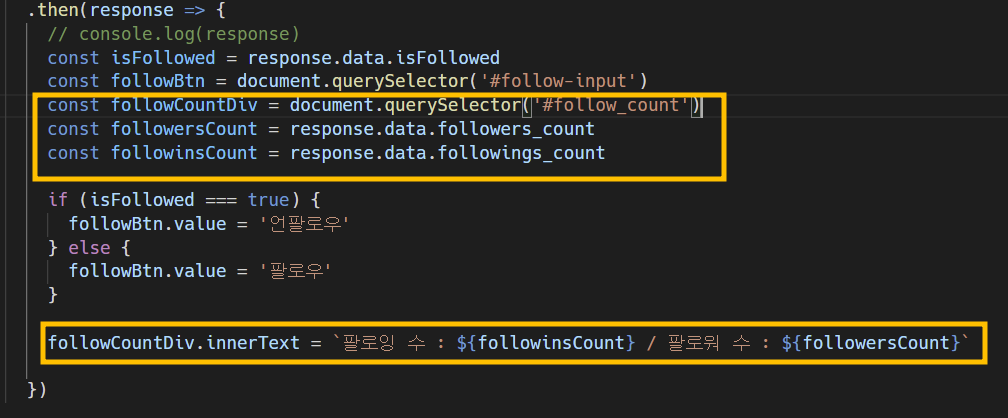 .then(response => {
// console.log(response)
const isFollowed = response.data.isFollowed
const followBtn = document.querySelector('#follow-input')
const followCountDiv = document.querySelector('#follow_count')
const followersCount = response.data.followers_count
const followinsCount = response.data.followings_count
if (isFollowed === true) {
followBtn.value = '언팔로우'
} else {
followBtn.value = '팔로우'
}
followCountDiv.innerText = `팔로잉 수 : ${followinsCount} / 팔로워 수 : ${followersCount}`
})